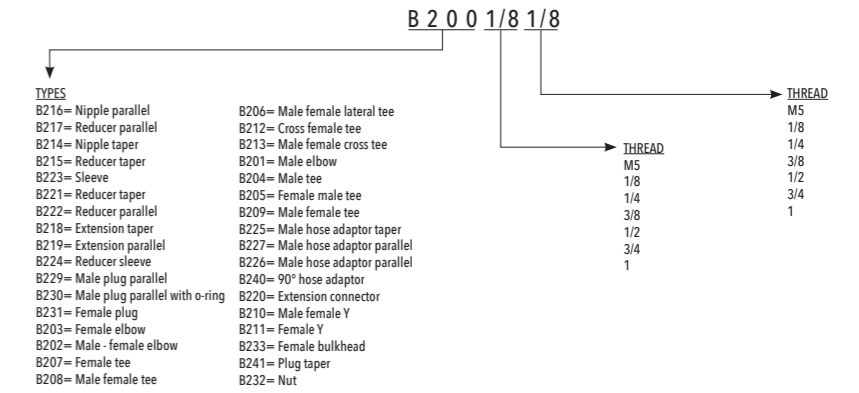 B 2 0 0 1/8 1/8
TYPES
B216= Nipple parallel
B217= Reducer parallel
B214= Nipple taper
B215= Reducer taper
B223= Sleeve
B221= Reducer taper
B222= Reducer parallel
B218= Extension taper
B219= Extension parallel
B224= Reducer sleeve
B229= Male plug parallel
B230= Male plug parallel with o-ring
B231= Female plug
B203= Female elbow
B202= Male - female elbow
B207= Female tee
B208= Male female tee
B206= Male female lateral tee
B212= Cross female tee
B213= Male female cross tee
B201= Male elbow
B204= Male tee
B205= Female male tee
B209= Male female tee
B225= Male hose adaptor taper
B227= Male hose adaptor parallel
B226= Male hose adaptor parallel
B240= 90° hose adaptor
B220= Extension connector
B210= Male female Y
B211= Female Y
B233= Female bulkhead
B241= Plug taper
B232= Nut
THREAD
M5
1/8
1/4
3/8
1/2
3/4
1
THREAD
M5
1/8
1/4
3/8
1/2
3/4
1